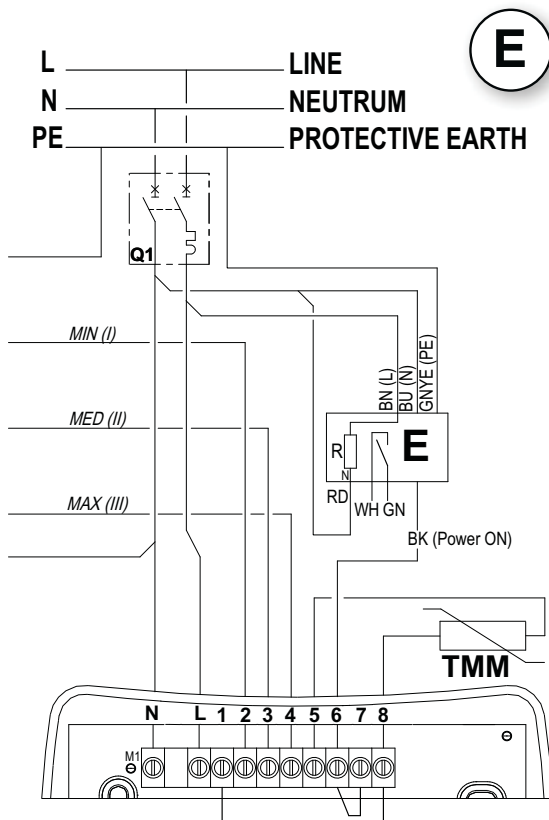 E
L LINE
N NEUTRUM
PE PROTECTIVE EARTH
Q1
MIN (I)
MED (II)
MAX (III)
BN (L)
BU (N)
GNYE (PE)
R
E
N
RD
WH GN
BK (Power ON)
TMM
N L 1 2 3 4 5 6 7 8
M1